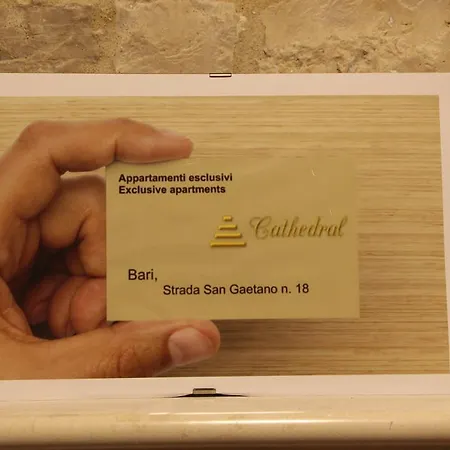 Appartamenti esclusivi
Exclusive apartments
Cathedral
Bari,
Strada San Gaetano n. 18